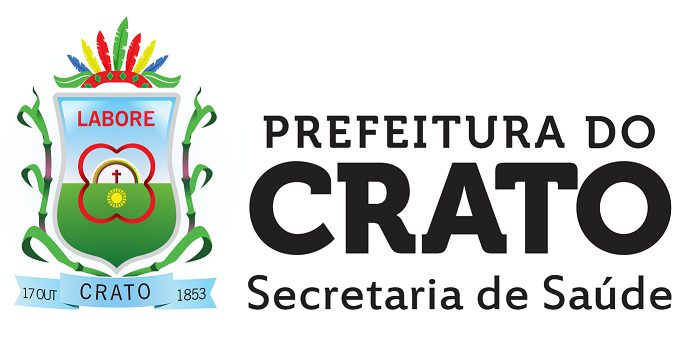 LABORE
17 OUT CRATO 1853
PREFEITURA DO
CRATO
Secretaria de Saúde